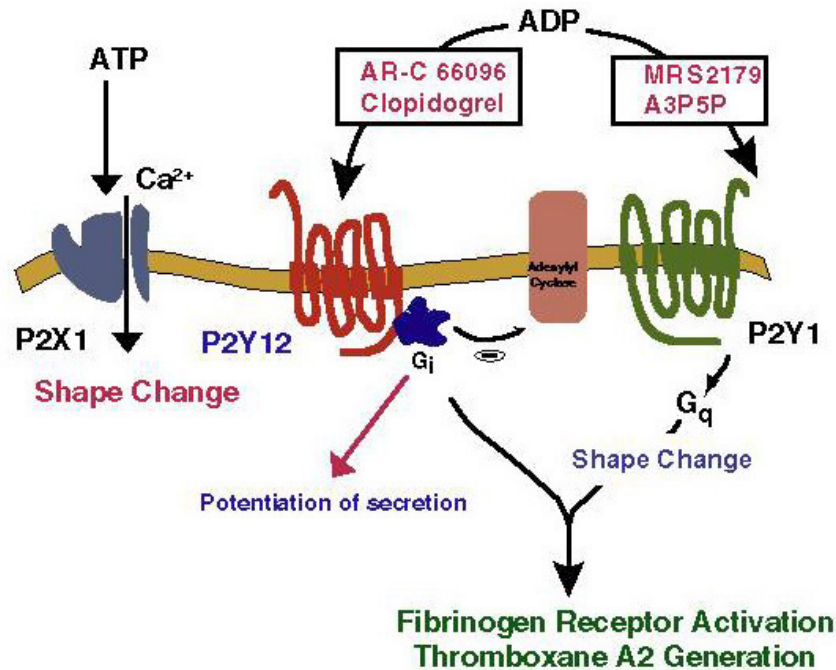 ADP
ATP
AR-C 66096
Clopidogrel
MRS2179
A3P5P
Ca²⁺
Adenylyl
Cyclase
P2X1
P2Y12
Gi
P2Y1
Shape Change
Gq
Shape Change
Potentiation of secretion
Fibrinogen Receptor Activation
Thromboxane A2 Generation